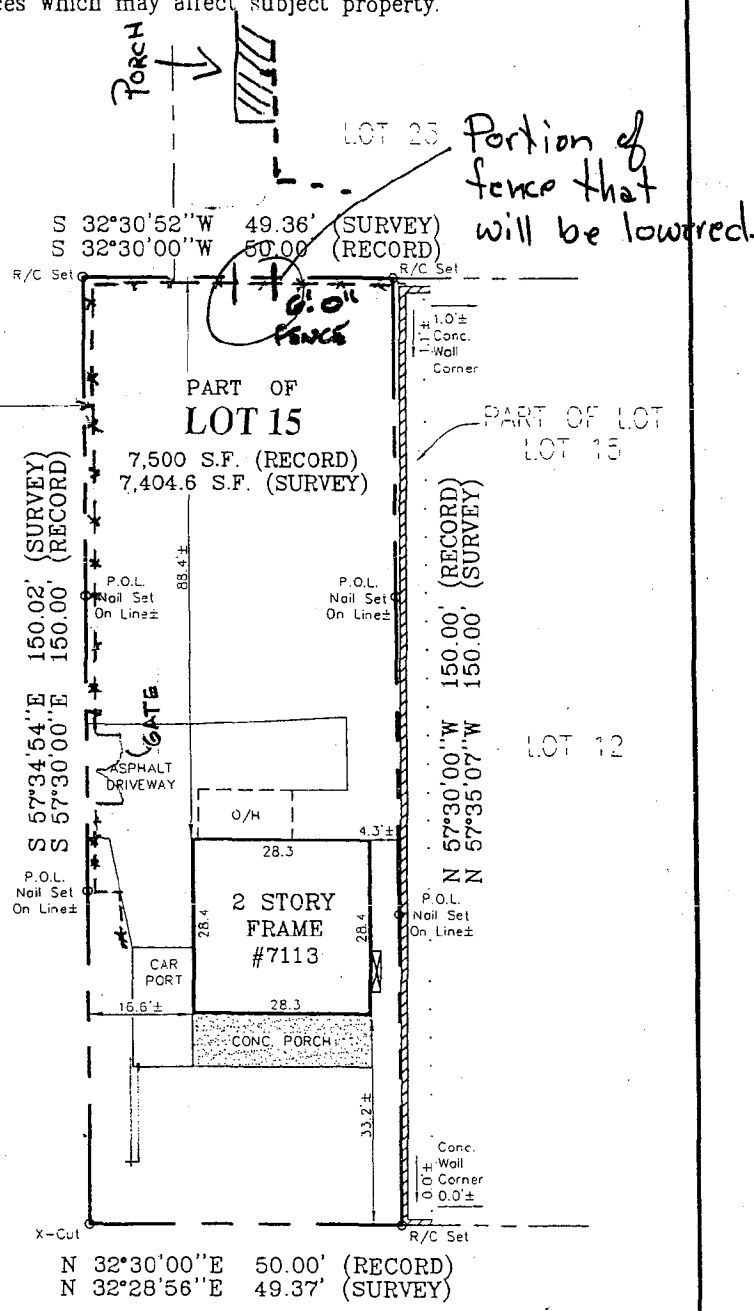 ces which may affect subject property.
PORCH
LOT 23
Portion of
fence that
will be lowered.
S 32°30'52"W 49.36' (SURVEY)
S 32°30'00"W 50.00' (RECORD)
R/C Set
R/C Set
6'.0"
FENCE
1.0'±
1.1'±
Conc.
Wall
Corner
PART OF
LOT 15
7,500 S.F. (RECORD)
7,404.6 S.F. (SURVEY)
PART OF LOT
LOT 15
S 57°34'54"E 150.02' (SURVEY)
S 57°30'00"E 150.00' (RECORD)
88.4'±
N 57°30'00"W 150.00' (RECORD)
N 57°35'07"W 150.00' (SURVEY)
P.O.L.
Nail Set
On Line±
P.O.L.
Nail Set
On Line±
GATE
ASPHALT
DRIVEWAY
LOT 12
O/H
4.3'±
28.3
P.O.L.
Nail Set
On Line±
28.4
2 STORY
FRAME
#7113
28.4
P.O.L.
Nail Set
On Line±
CAR
PORT
16.6'±
28.3
CONC. PORCH
33.2'±
Conc.
Wall
Corner
0.0'±
0.0'±
X-Cut
R/C Set
N 32°30'00"E 50.00' (RECORD)
N 32°28'56"E 49.37' (SURVEY)